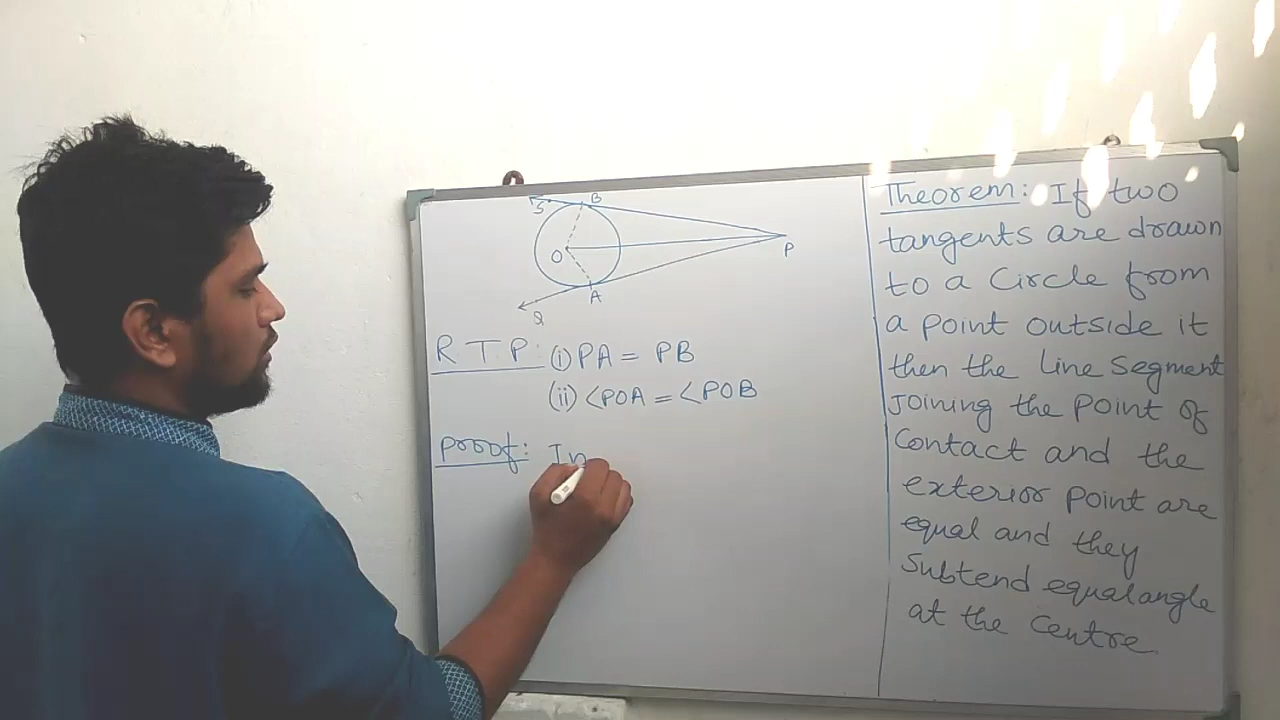 S B
O P
A
Q
R T P: (i) PA = PB
(ii) <POA = <POB
Proof: In
Theorem: If two
tangents are drawn
to a Circle from
a point outside it
then the line Segment
Joining the point of
Contact and the
exterior point are
equal and they
Subtend equal angle
at the Centre